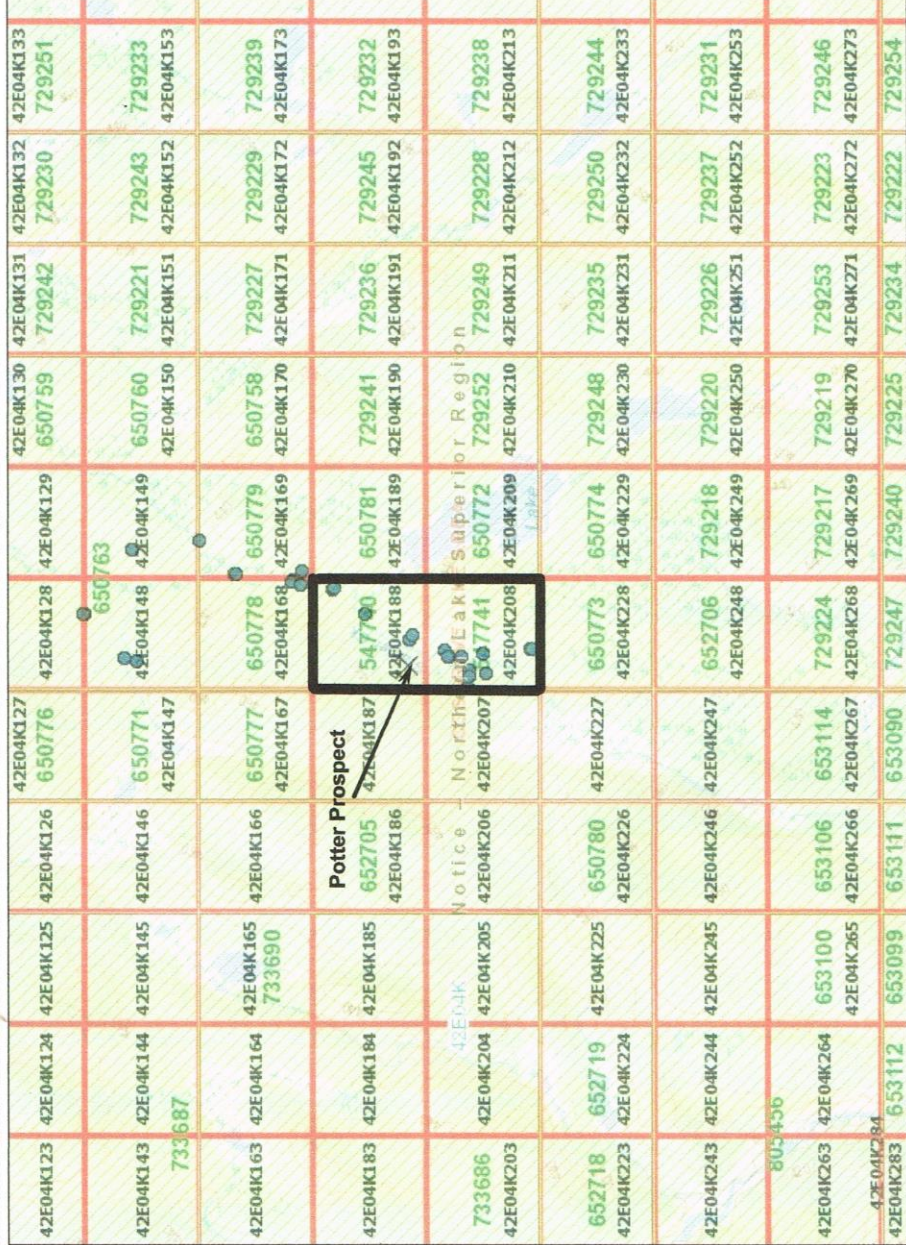 42E04K123 42E04K124 42E04K125 42E04K126 42E04K127 42E04K128 42E04K129 42E04K130 42E04K131 42E04K132 42E04K133
650776 650759 729242 729230 729251
650763
42E04K143 42E04K144 42E04K145 42E04K146 650771 42E04K148 42E04K149 650760 729221 729243 729233
733687 42E04K147 42E04K150 42E04K151 42E04K152 42E04K153
42E04K163 42E04K164 42E04K165 42E04K166 650777 650778 650779 650758 729227 729229 729239
733690 42E04K167 42E04K168 42E04K169 42E04K170 42E04K171 42E04K172 42E04K173
Potter Prospect
42E04K183 42E04K184 42E04K185 652705 42E04K187 650781 729241 729236 729245 729232
42E04K186 42E04K188 42E04K189 42E04K190 42E04K191 42E04K192 42E04K193
42E04K Notice – North Lake Superior Region
733686 42E04K204 42E04K205 42E04K206 42E04K207 650772 729252 729249 729228 729238
42E04K203 42E04K208 42E04K209 42E04K210 42E04K211 42E04K212 42E04K213
Lake
652718 652719 42E04K225 650780 42E04K227 650773 650774 729248 729235 729250 729244
42E04K223 42E04K224 42E04K226 42E04K228 42E04K229 42E04K230 42E04K231 42E04K232 42E04K233
42E04K243 42E04K244 42E04K245 42E04K246 42E04K247 652706 729218 729220 729226 729237 729231
42E04K248 42E04K249 42E04K250 42E04K251 42E04K252 42E04K253
803456
42E04K263 42E04K264 653100 653106 653114 729224 729217 729219 729253 729223 729246
42E04K265 42E04K266 42E04K267 42E04K268 42E04K269 42E04K270 42E04K271 42E04K272 42E04K273
42E04K284
42E04K283 653112 653099 653111 653090 729247 729240 729225 729234 729222 729254